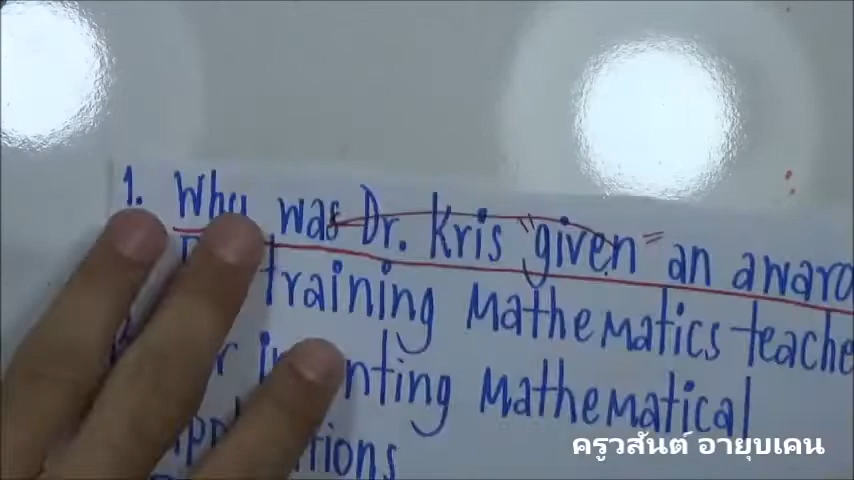 1. Why was Dr. Kris "given" an award
training Mathematics teache
nting Mathematical
tions
ครูวสันต์ อายุบเคน